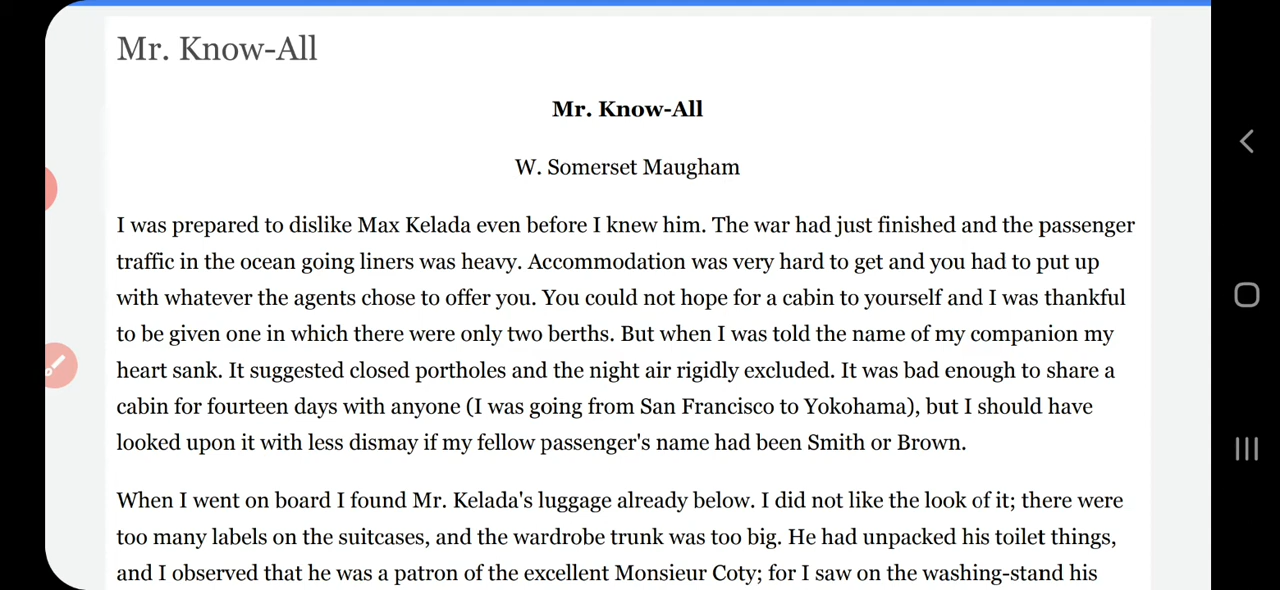 Mr. Know-All
Mr. Know-All
W. Somerset Maugham
I was prepared to dislike Max Kelada even before I knew him. The war had just finished and the passenger
traffic in the ocean going liners was heavy. Accommodation was very hard to get and you had to put up
with whatever the agents chose to offer you. You could not hope for a cabin to yourself and I was thankful
to be given one in which there were only two berths. But when I was told the name of my companion my
heart sank. It suggested closed portholes and the night air rigidly excluded. It was bad enough to share a
cabin for fourteen days with anyone (I was going from San Francisco to Yokohama), but I should have
looked upon it with less dismay if my fellow passenger's name had been Smith or Brown.
When I went on board I found Mr. Kelada's luggage already below. I did not like the look of it; there were
too many labels on the suitcases, and the wardrobe trunk was too big. He had unpacked his toilet things,
and I observed that he was a patron of the excellent Monsieur Coty; for I saw on the washing-stand his